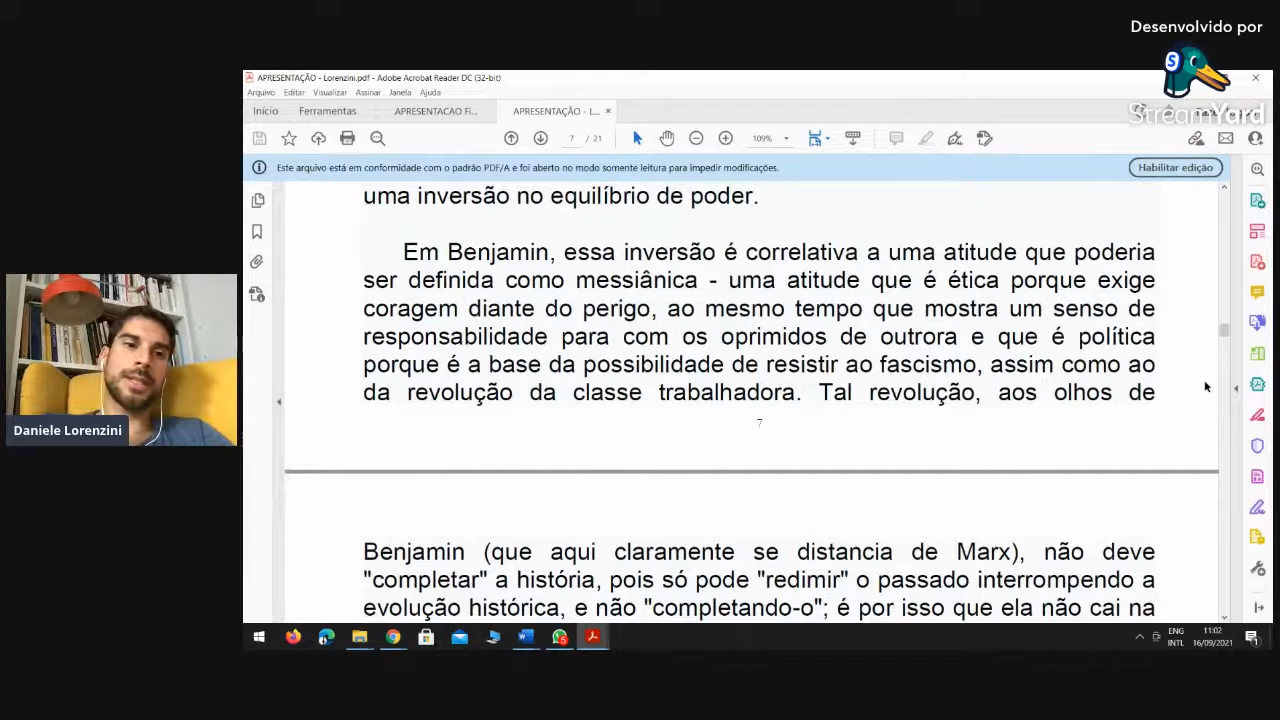 Desenvolvido por
StreamYard
APRESENTAÇÃO - Lorenzini.pdf - Adobe Acrobat Reader DC (32-bit)
Arquivo Editar Visualizar Assinar Janela Ajuda
Início Ferramentas APRESENTACAO Fi... APRESENTAÇÃO - L... ×
7 / 21 109%
Este arquivo está em conformidade com o padrão PDF/A e foi aberto no modo somente leitura para impedir modificações. Habilitar edição
uma inversão no equilíbrio de poder.
Em Benjamin, essa inversão é correlativa a uma atitude que poderia
ser definida como messiânica - uma atitude que é ética porque exige
coragem diante do perigo, ao mesmo tempo que mostra um senso de
responsabilidade para com os oprimidos de outrora e que é política
porque é a base da possibilidade de resistir ao fascismo, assim como ao
da revolução da classe trabalhadora. Tal revolução, aos olhos de
7
Benjamin (que aqui claramente se distancia de Marx), não deve
"completar" a história, pois só pode "redimir" o passado interrompendo a
evolução histórica, e não "completando-o"; é por isso que ela não cai na
Daniele Lorenzini
ENG 11:02
INTL 16/09/2021